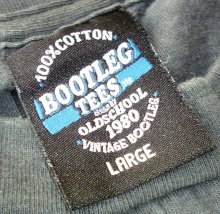 100% COTTON
BOOTLEG
TEES
OLDSCHOOL
1980
VINTAGE BOOTLEG
LARGE